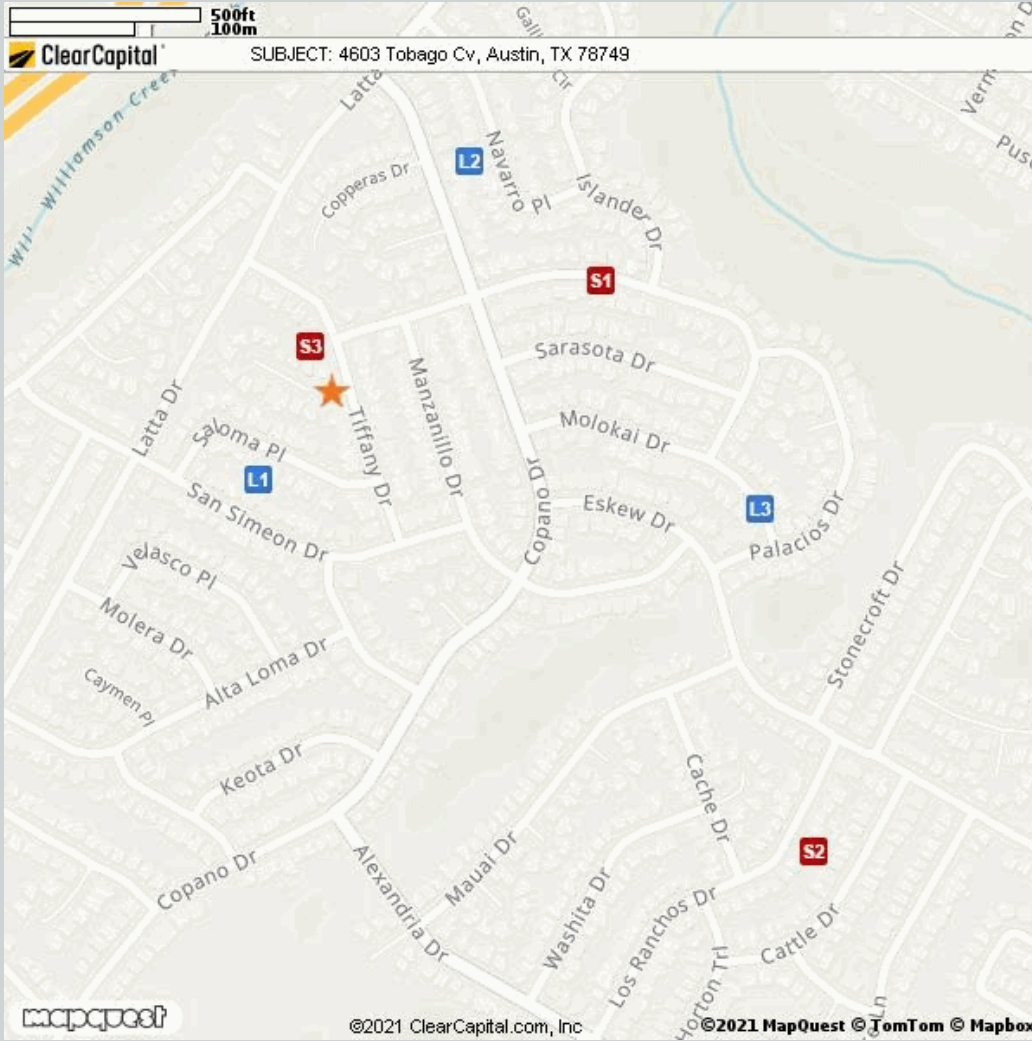 500ft
100m
ClearCapital
SUBJECT: 4603 Tobago Cv, Austin, TX 78749
Williamson Creek
Will'
Latta
Cir
Navarro Pl
Islander Dr
Copperas Dr
L2
S1
S3
Sarasota Dr
Manzanillo Dr
Molokai Dr
Latta Dr
Tiffany Dr
Saloma Pl
L1
San Simeon Dr
Copano Dr
Eskew Dr
L3
Palacios Dr
Velasco Pl
Molera Dr
Stonecroft Dr
Alta Loma Dr
Caymen Pl
Keota Dr
Cache Dr
Mauai Dr
S2
Copano Dr
Alexandria Dr
Washita Dr
Los Ranchos Dr
Cattle Dr
Horton Trl
Ln
mapquest
©2021 ClearCapital.com, Inc
©2021 MapQuest © TomTom © Mapbox